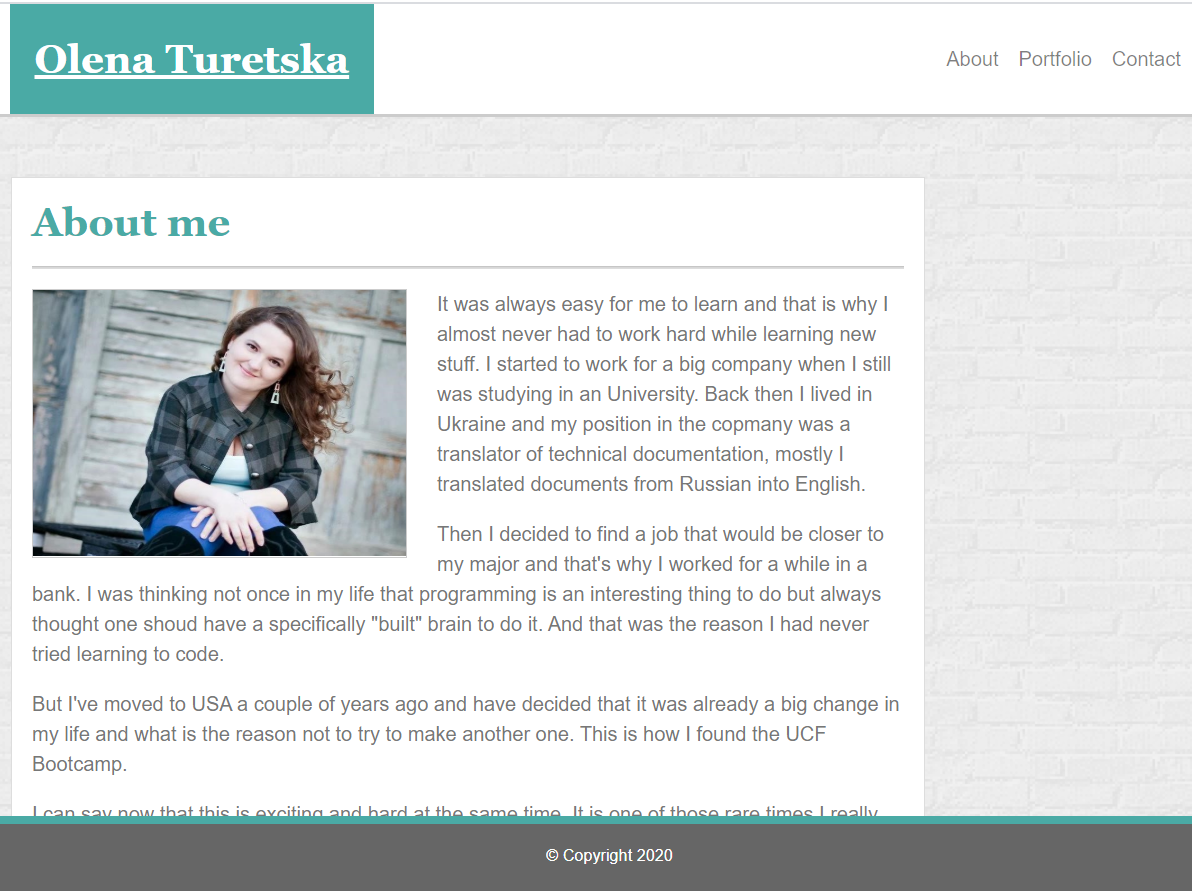 Olena Turetska
About Portfolio Contact
About me
It was always easy for me to learn and that is why I
almost never had to work hard while learning new
stuff. I started to work for a big company when I still
was studying in an University. Back then I lived in
Ukraine and my position in the copmany was a
translator of technical documentation, mostly I
translated documents from Russian into English.
Then I decided to find a job that would be closer to
my major and that's why I worked for a while in a
bank. I was thinking not once in my life that programming is an interesting thing to do but always
thought one shoud have a specifically "built" brain to do it. And that was the reason I had never
tried learning to code.
But I've moved to USA a couple of years ago and have decided that it was already a big change in
my life and what is the reason not to try to make another one. This is how I found the UCF
Bootcamp.
I can say now that this is exciting and hard at the same time. It is one of those rare times I really
© Copyright 2020